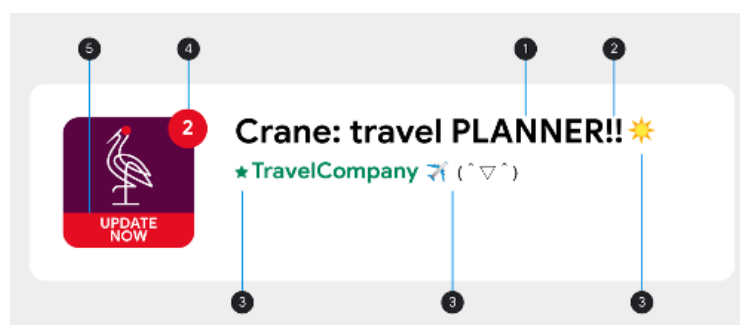 5 4 1 2
2
Crane: travel PLANNER!!☀️
★TravelCompany ✈️ (ˆ▽ˆ)
UPDATE
NOW
3 3 3